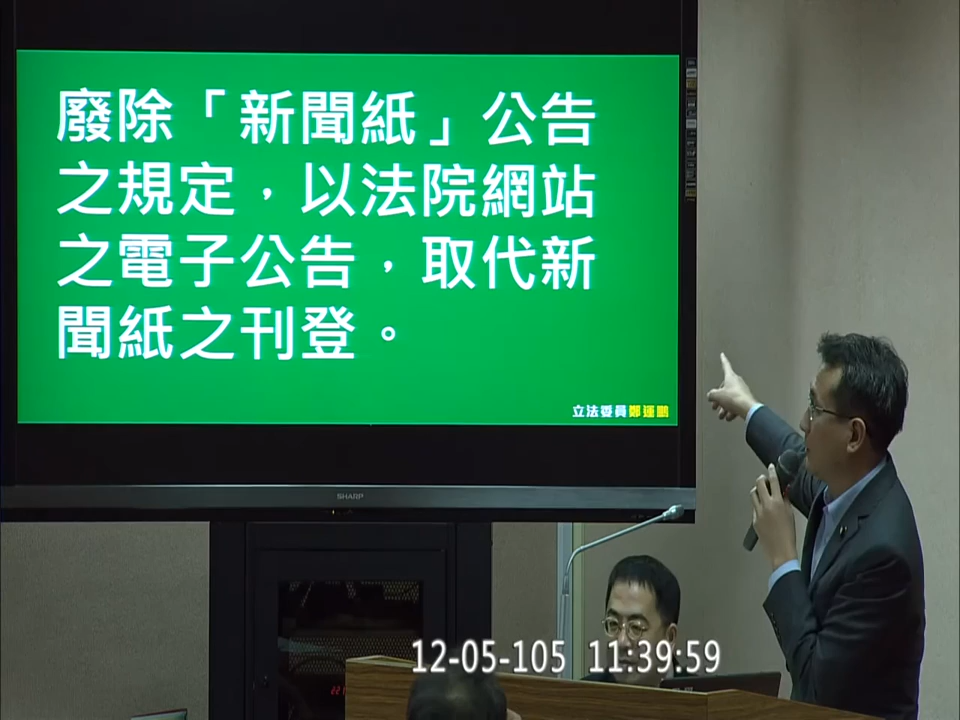 廢除「新聞紙」公告
之規定，以法院網站
之電子公告，取代新
聞紙之刊登。
立法委員鄭運鵬
SHARP
12-05-105 11:39:59